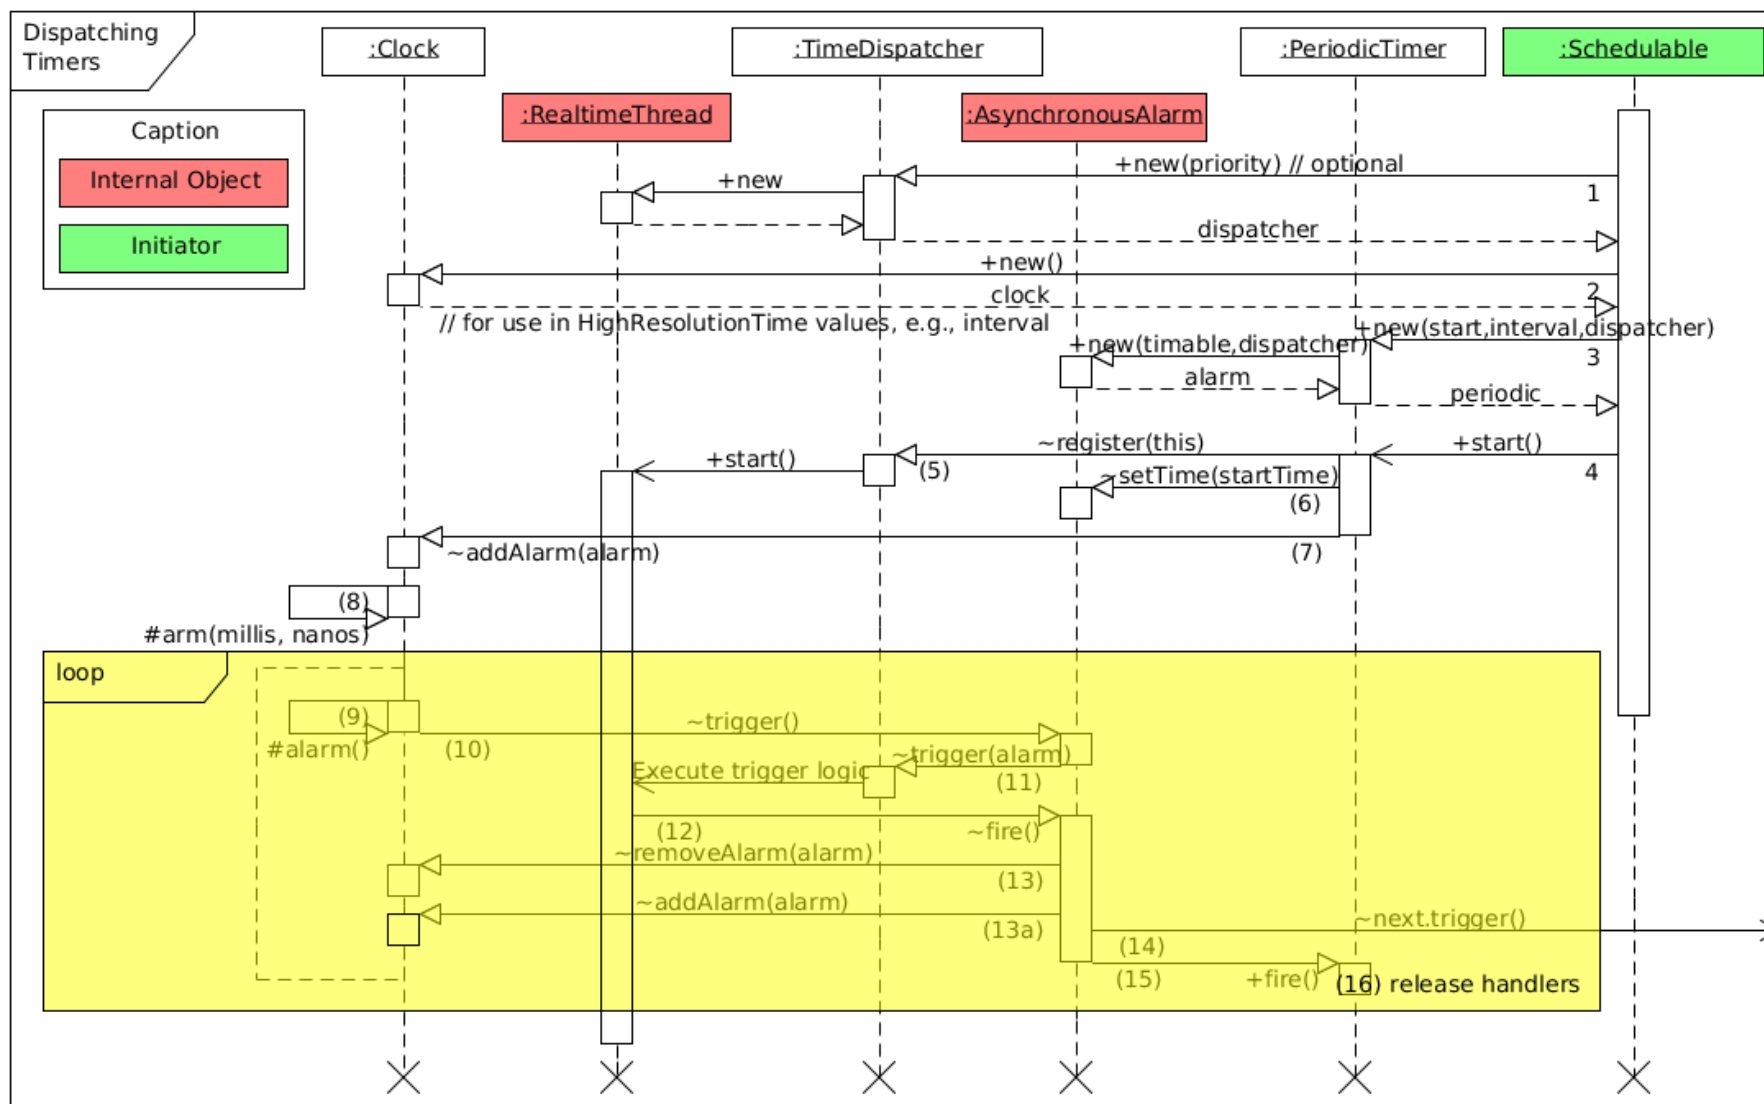 Dispatching
Timers
:Clock
:TimeDispatcher
:PeriodicTimer
:Schedulable
:RealtimeThread
:AsynchronousAlarm
Caption
Internal Object
Initiator
+new(priority) // optional
+new
1
dispatcher
+new()
2
clock
// for use in HighResolutionTime values, e.g., interval
+new(start,interval,dispatcher)
+new(timable,dispatcher)
3
alarm
periodic
~register(this)
+start()
+start()
(5)
4
~setTime(startTime)
(6)
~addAlarm(alarm)
(7)
(8)
#arm(millis, nanos)
loop
(9)
~trigger()
#alarm()
(10)
~trigger(alarm)
Execute trigger logic
(11)
(12)
~fire()
~removeAlarm(alarm)
(13)
~addAlarm(alarm)
(13a)
~next.trigger()
(14)
(15)
+fire()
(16) release handlers